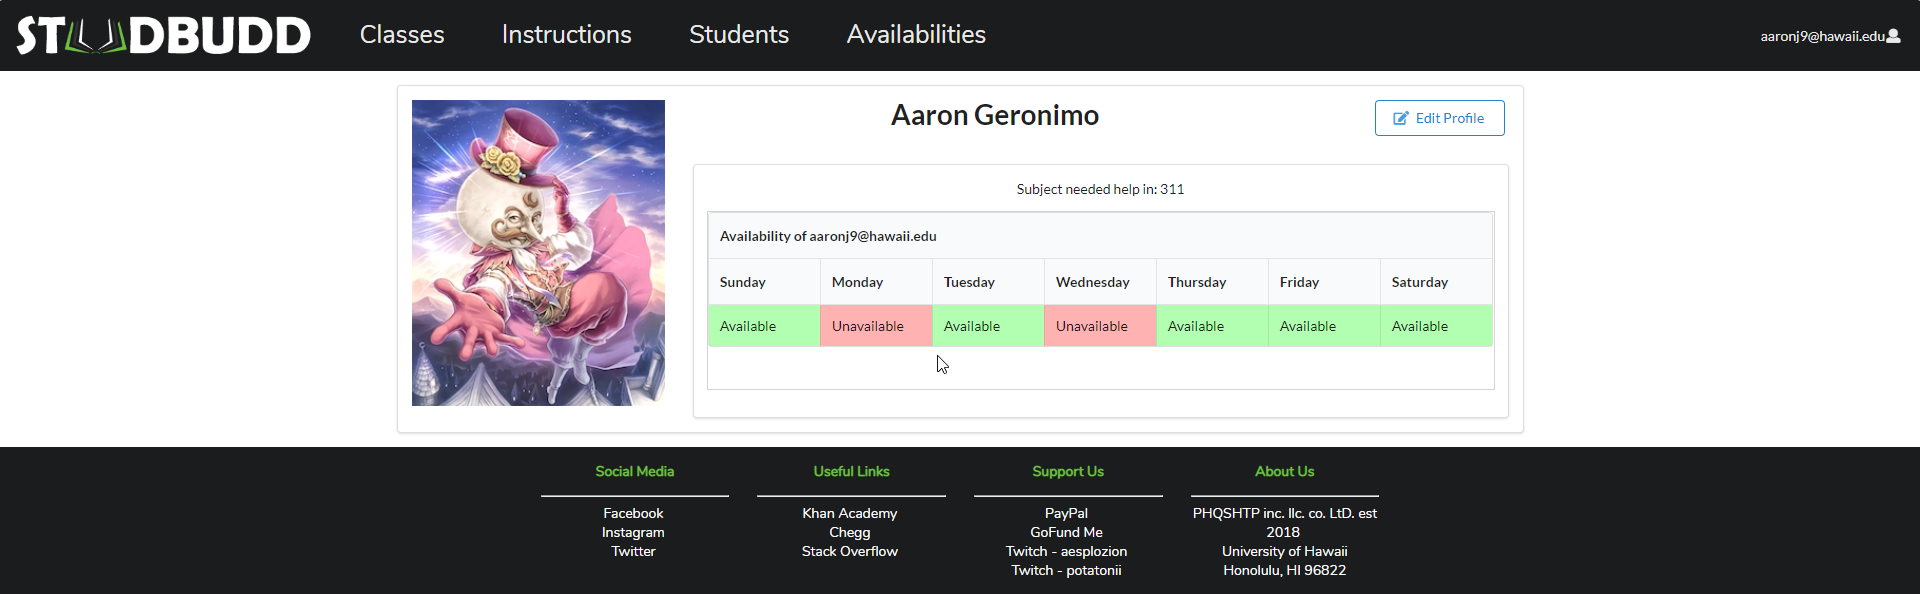 STUDBUDD Classes Instructions Students Availabilities aaronj9@hawaii.edu
Aaron Geronimo
Edit Profile
Subject needed help in: 311
Availability of aaronj9@hawaii.edu
Sunday Monday Tuesday Wednesday Thursday Friday Saturday
Available Unavailable Available Unavailable Available Available Available
Social Media
Facebook
Instagram
Twitter
Useful Links
Khan Academy
Chegg
Stack Overflow
Support Us
PayPal
GoFund Me
Twitch - aesplozion
Twitch - potatonii
About Us
PHQSHTP inc. llc. co. LtD. est
2018
University of Hawaii
Honolulu, HI 96822